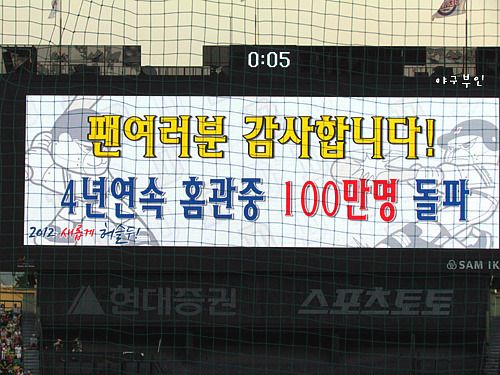 0:05
야구부인
팬여러분 감사합니다!
4년연속 홈관중 100만명 돌파
2012 새롭게 허슬두!
SAM IK
현대증권 스포츠토토